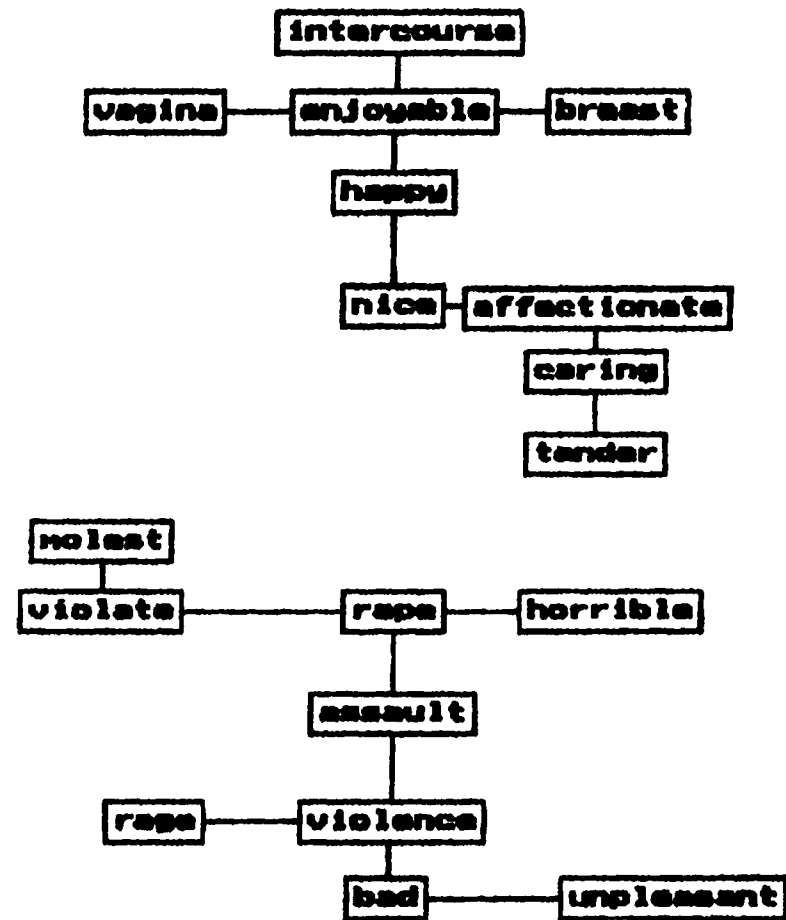 intercourse
vagina enjoyable breast
happy
nice affectionate
caring
tender
molest
violate rape horrible
assault
rage violence
bad unpleasant